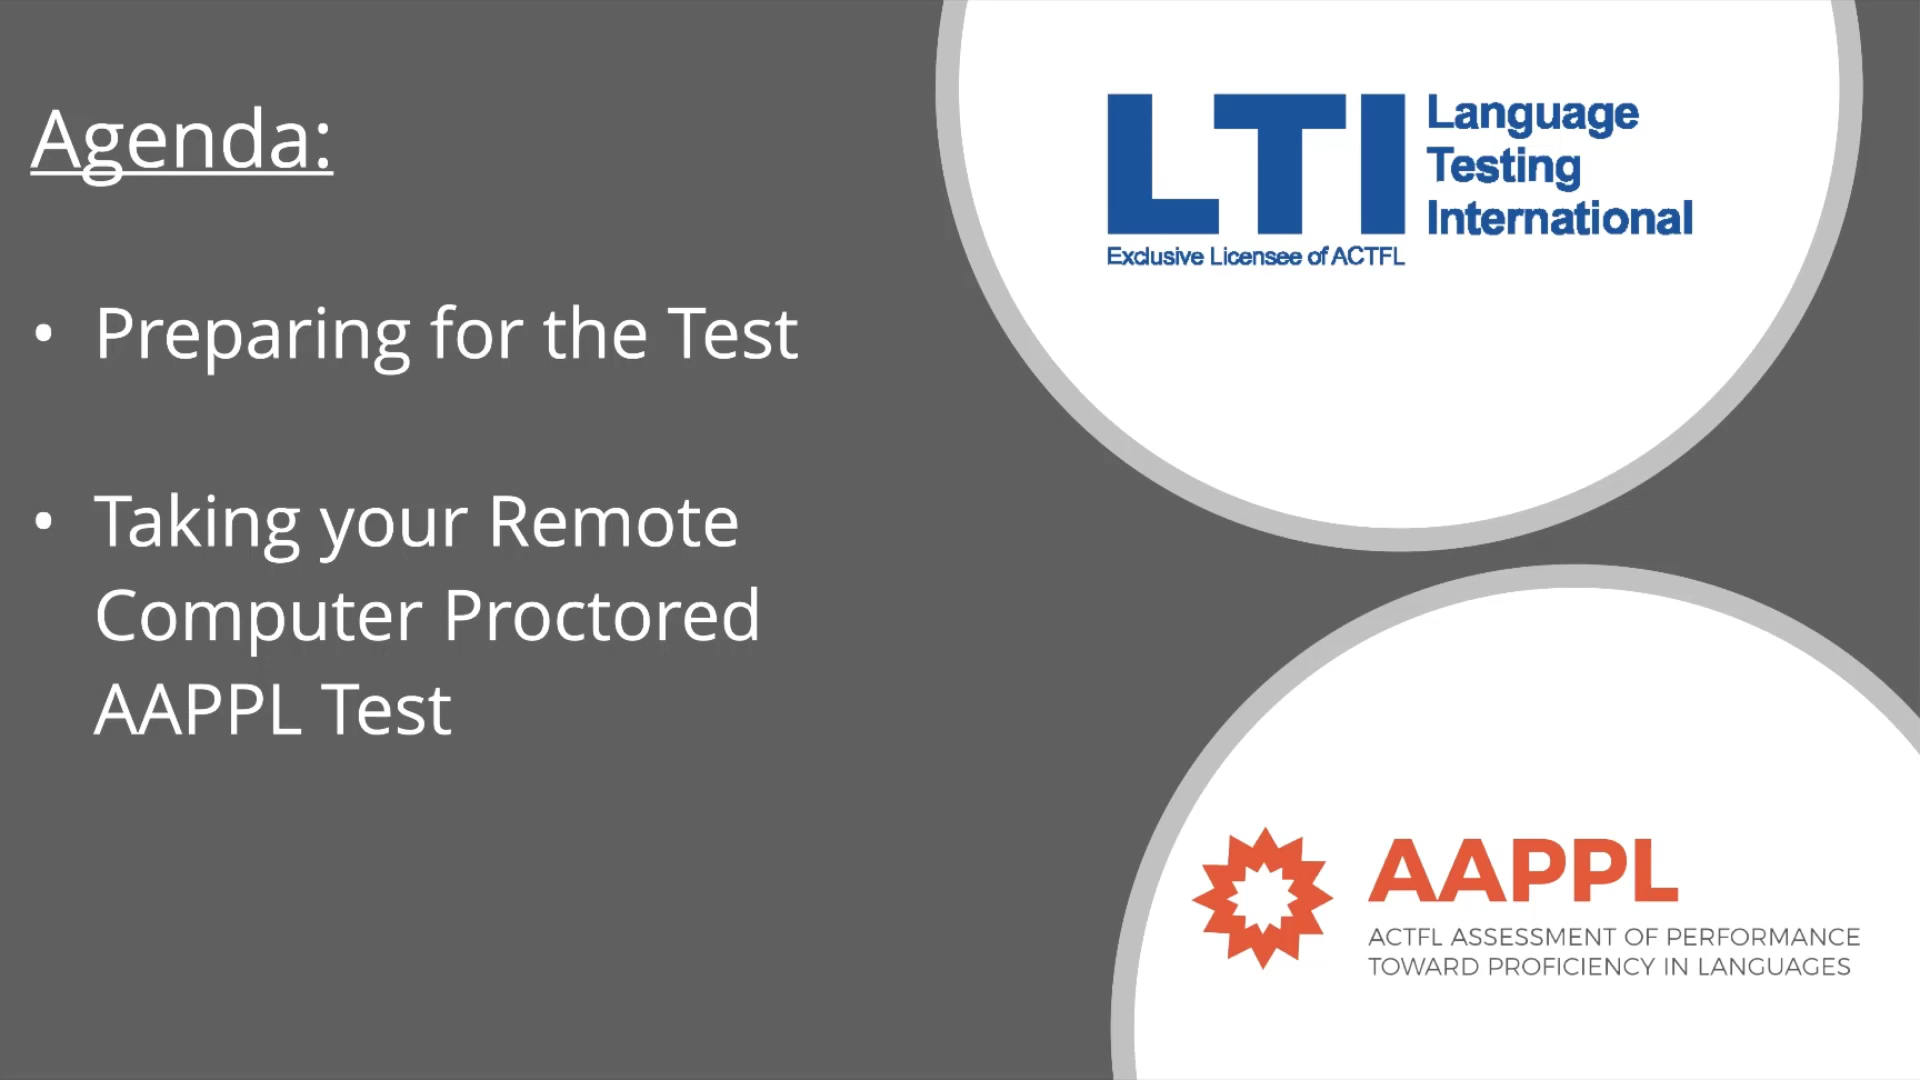 Agenda:
• Preparing for the Test
• Taking your Remote
Computer Proctored
AAPPL Test
LTI
Language
Testing
International
Exclusive Licensee of ACTFL
AAPPL
ACTFL ASSESSMENT OF PERFORMANCE
TOWARD PROFICIENCY IN LANGUAGES